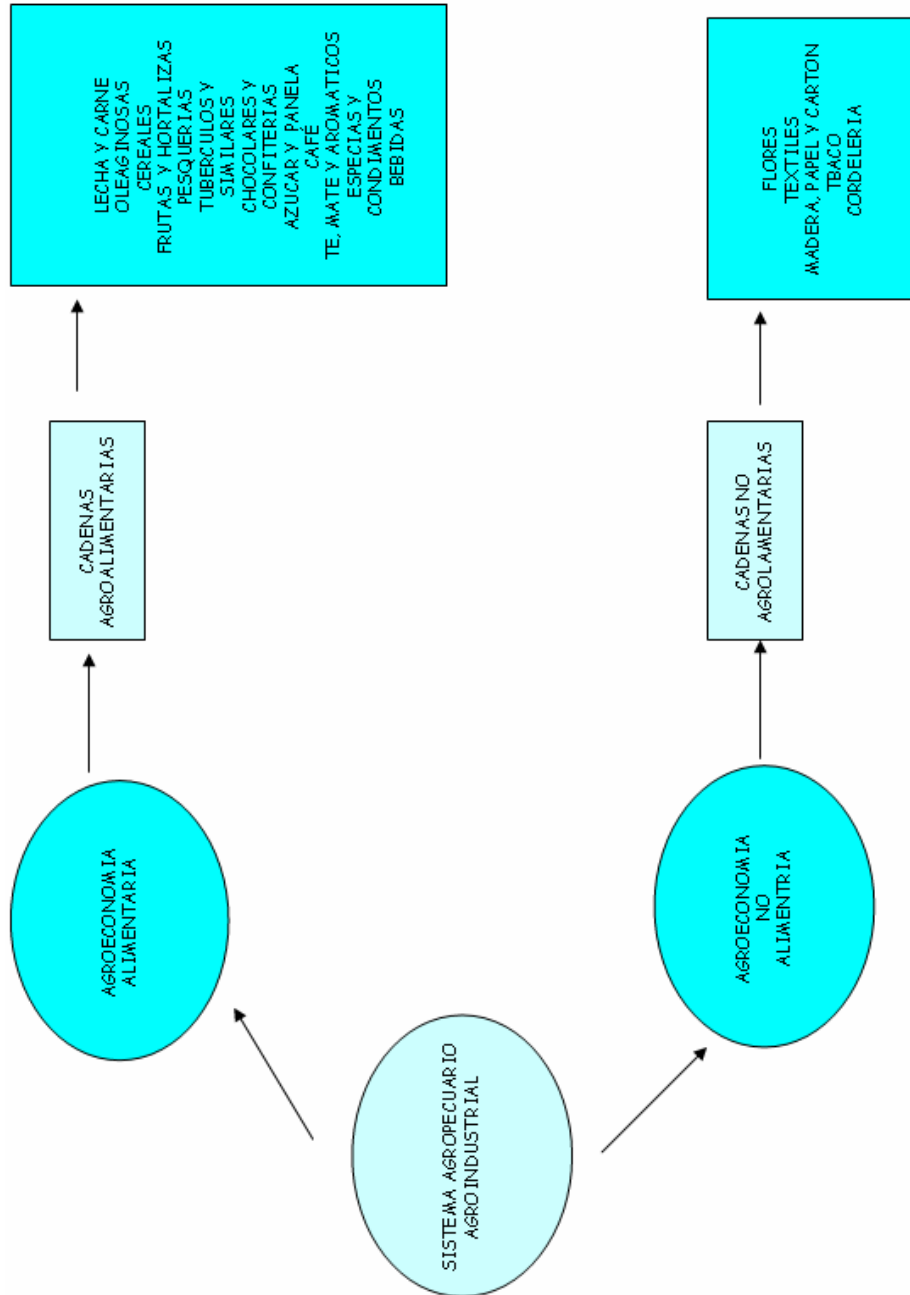 SISTEMA AGROPECUARIO
AGROINDUSTRIAL
AGROECONOMIA
ALIMENTARIA
CADENAS
AGROALIMENTARIAS
LECHA Y CARNE
OLEAGINOSAS
CEREALES
FRUTAS Y HORTALIZAS
PESQUERIAS
TUBERCULOS Y
SIMILARES
CHOCOLARES Y
CONFITERIAS
AZUCAR Y PANELA
CAFÉ
TE, MATE Y AROMATICOS
ESPECIAS Y
CONDIMENTOS
BEBIDAS
AGROECONOMIA
NO
ALIMENTRIA
CADENAS NO
AGROLAMENTARIAS
FLORES
TEXTILES
MADERA, PAPEL Y CARTON
TBACO
CORDELERIA